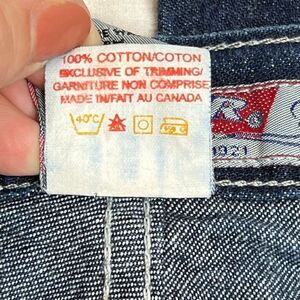 100% COTTON/COTON
EXCLUSIVE OF TRIMMING/
GARNITURE NON COMPRISE
MADE IN/FAIT AU CANADA
40°C
1921